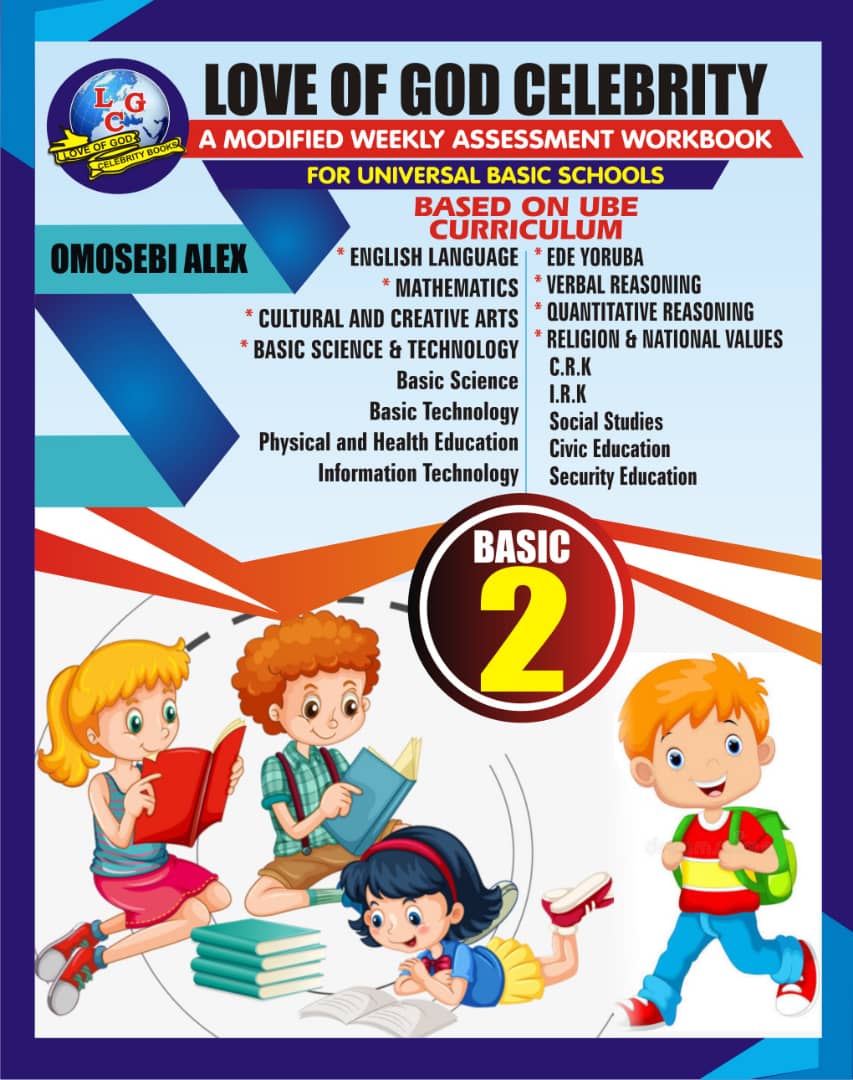 LOVE OF GOD CELEBRITY
L G
C
LOVE OF GOD
CELEBRITY BOOKS
A MODIFIED WEEKLY ASSESSMENT WORKBOOK
FOR UNIVERSAL BASIC SCHOOLS
BASED ON UBE
CURRICULUM
OMOSEBI ALEX
* ENGLISH LANGUAGE
* MATHEMATICS
* CULTURAL AND CREATIVE ARTS
* BASIC SCIENCE & TECHNOLOGY
Basic Science
Basic Technology
Physical and Health Education
Information Technology
* EDE YORUBA
* VERBAL REASONING
* QUANTITATIVE REASONING
* RELIGION & NATIONAL VALUES
C.R.K
I.R.K
Social Studies
Civic Education
Security Education
BASIC
2